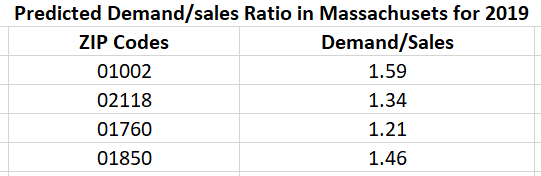 Predicted Demand/sales Ratio in Massachusets for 2019
ZIP Codes Demand/Sales
01002 1.59
02118 1.34
01760 1.21
01850 1.46